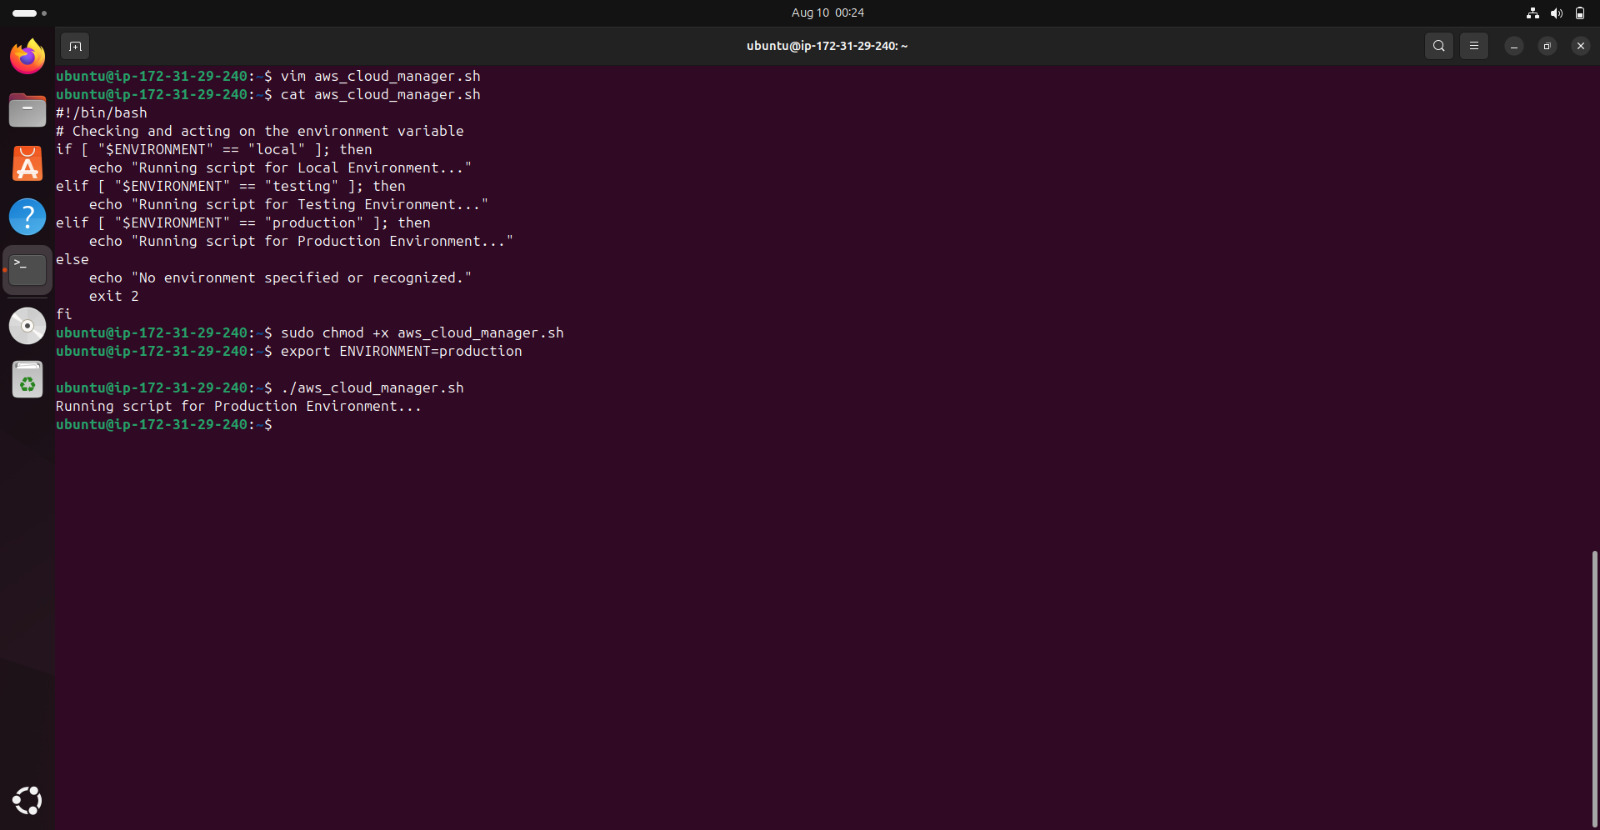 Aug 10 00:24
ubuntu@ip-172-31-29-240: ~
ubuntu@ip-172-31-29-240:~$ vim aws_cloud_manager.sh
ubuntu@ip-172-31-29-240:~$ cat aws_cloud_manager.sh
#!/bin/bash
# Checking and acting on the environment variable
if [ "$ENVIRONMENT" == "local" ]; then
    echo "Running script for Local Environment..."
elif [ "$ENVIRONMENT" == "testing" ]; then
    echo "Running script for Testing Environment..."
elif [ "$ENVIRONMENT" == "production" ]; then
    echo "Running script for Production Environment..."
else
    echo "No environment specified or recognized."
    exit 2
fi
ubuntu@ip-172-31-29-240:~$ sudo chmod +x aws_cloud_manager.sh
ubuntu@ip-172-31-29-240:~$ export ENVIRONMENT=production
ubuntu@ip-172-31-29-240:~$ ./aws_cloud_manager.sh
Running script for Production Environment...
ubuntu@ip-172-31-29-240:~$